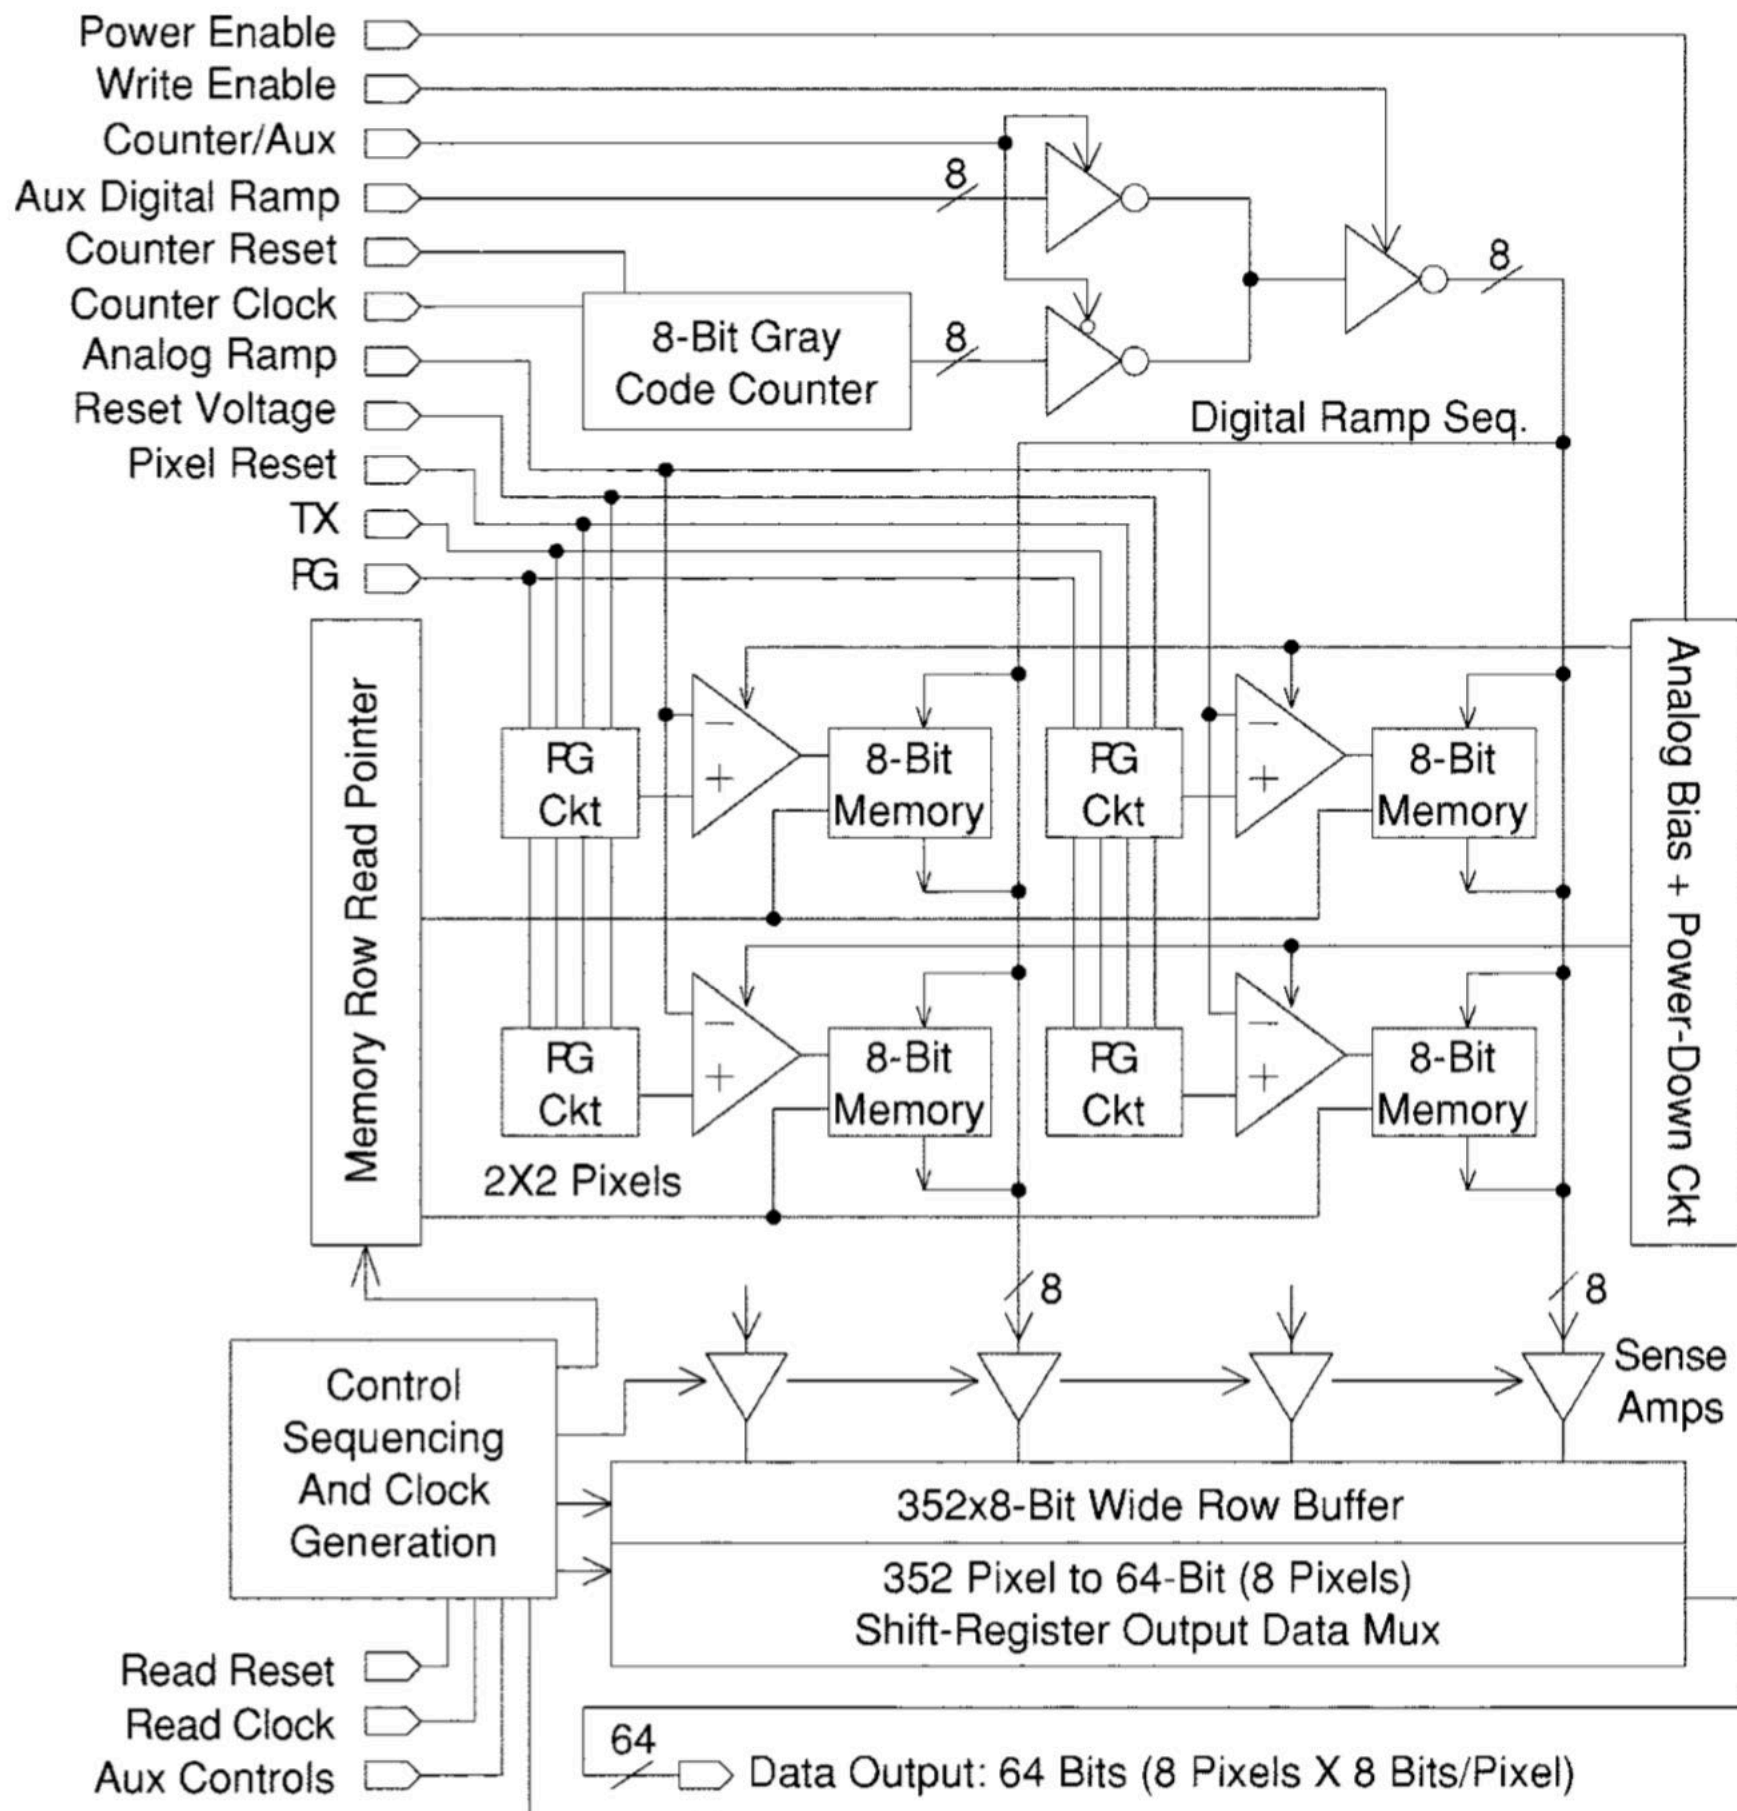 Power Enable
Write Enable
Counter/Aux
Aux Digital Ramp
8
Counter Reset
8
Counter Clock
8-Bit Gray
Code Counter
8
Analog Ramp
Reset Voltage
Digital Ramp Seq.
Pixel Reset
TX
PG
Memory Row Read Pointer
Analog Bias + Power-Down Ckt
PG
Ckt
−
+
8-Bit
Memory
PG
Ckt
−
+
8-Bit
Memory
PG
Ckt
−
+
8-Bit
Memory
PG
Ckt
−
+
8-Bit
Memory
2X2 Pixels
8
8
Sense
Amps
Control
Sequencing
And Clock
Generation
352x8-Bit Wide Row Buffer
352 Pixel to 64-Bit (8 Pixels)
Shift-Register Output Data Mux
Read Reset
Read Clock
Aux Controls
64
Data Output: 64 Bits (8 Pixels X 8 Bits/Pixel)